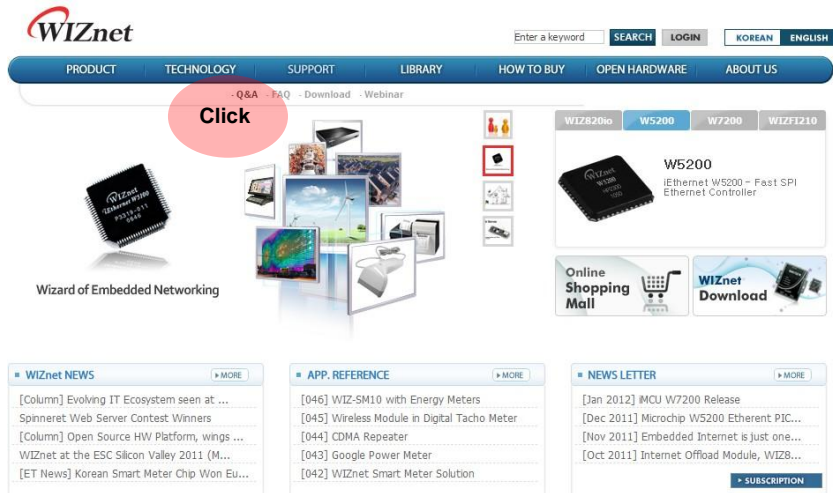 WIZnet
Enter a keyword SEARCH LOGIN KOREAN ENGLISH
PRODUCT TECHNOLOGY SUPPORT LIBRARY HOW TO BUY OPEN HARDWARE ABOUT US
- Q&A - FAQ - Download - Webinar
Click
WIZ820io W5200 W7200 WIZFI210
W5200
iEthernet W5200 – Fast SPI
Ethernet Controller
WIZnet
W5200
WIZnet
Wizard of Embedded Networking
Online
Shopping
Mall
WIZnet
Download
WIZnet NEWS MORE
[Column] Evolving IT Ecosystem seen at ...
Spinneret Web Server Contest Winners
[Column] Open Source HW Platform, wings ...
WIZnet at the ESC Silicon Valley 2011 (M...
[ET News] Korean Smart Meter Chip Won Eu...
APP. REFERENCE MORE
[046] WIZ-SM10 with Energy Meters
[045] Wireless Module in Digital Tacho Meter
[044] CDMA Repeater
[043] Google Power Meter
[042] WIZnet Smart Meter Solution
NEWS LETTER MORE
[Jan 2012] iMCU W7200 Release
[Dec 2011] Microchip W5200 Etherent PIC...
[Nov 2011] Embedded Internet is just one...
[Oct 2011] Internet Offload Module, WIZ8...
SUBSCRIPTION